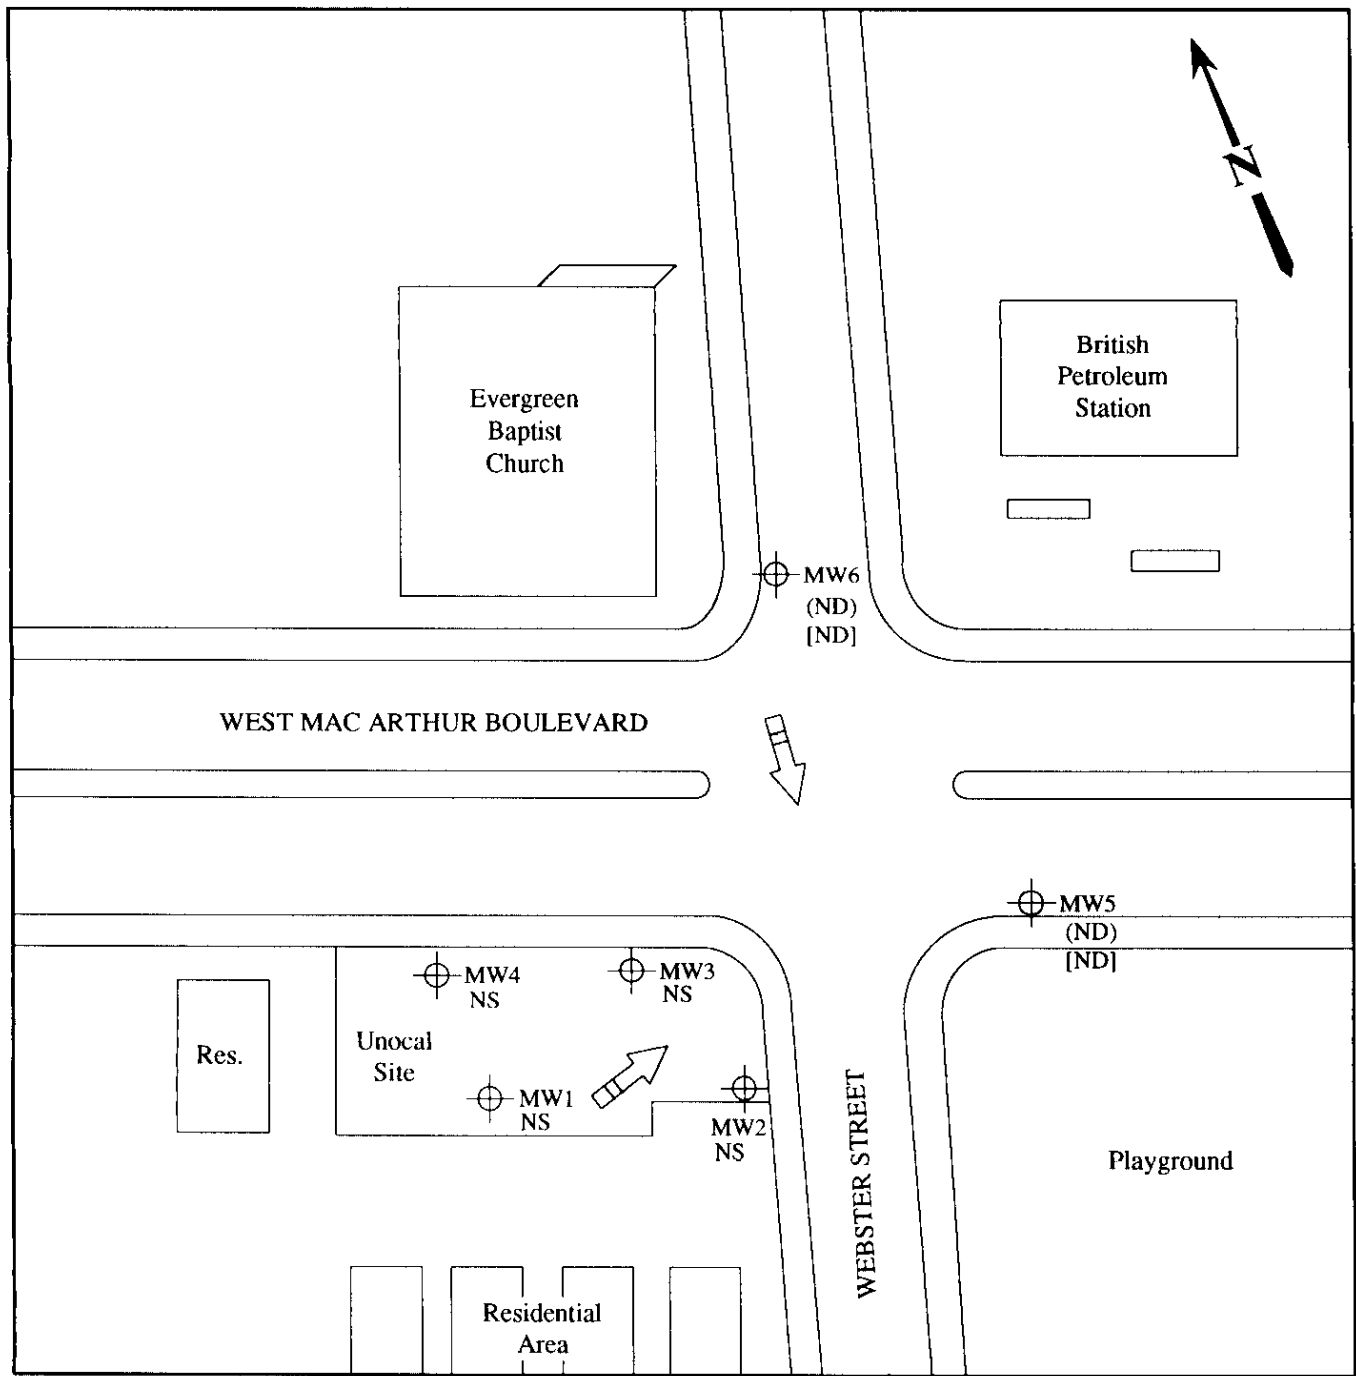 N
British
Petroleum
Station
Evergreen
Baptist
Church
MW6
(ND)
[ND]
WEST MAC ARTHUR BOULEVARD
MW5
(ND)
[ND]
MW4
NS
MW3
NS
Res.
Unocal
Site
MW1
NS
MW2
NS
WEBSTER STREET
Playground
Residential
Area